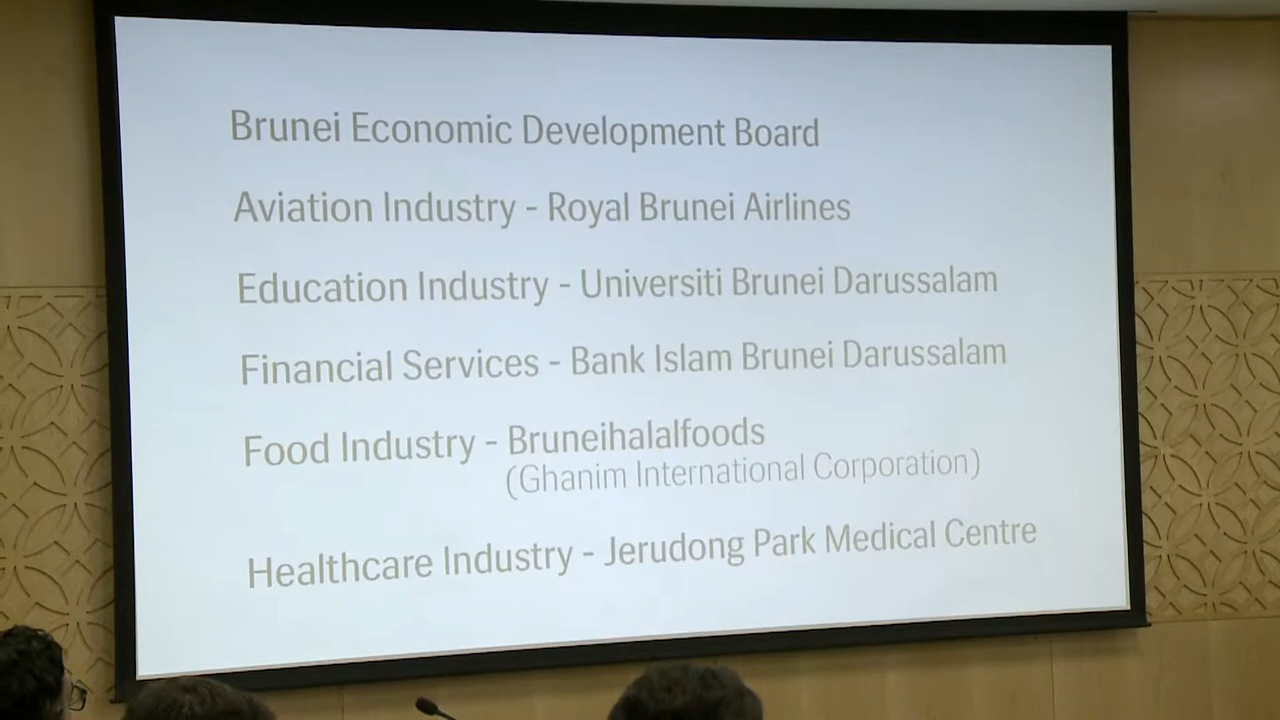 Brunei Economic Development Board
Aviation Industry - Royal Brunei Airlines
Education Industry - Universiti Brunei Darussalam
Financial Services - Bank Islam Brunei Darussalam
Food Industry - Bruneihalalfoods
(Ghanim International Corporation)
Healthcare Industry - Jerudong Park Medical Centre